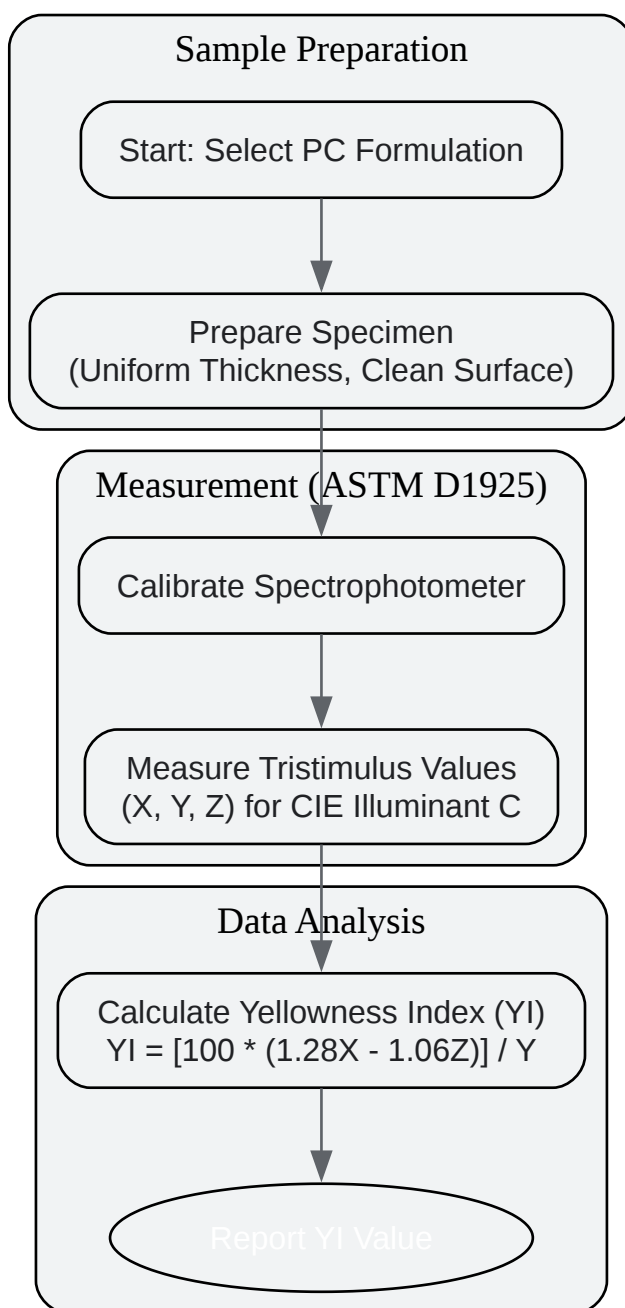 Sample Preparation
Start: Select PC Formulation
Prepare Specimen
(Uniform Thickness, Clean Surface)
Measurement (ASTM D1925)
Calibrate Spectrophotometer
Measure Tristimulus Values
(X, Y, Z) for CIE Illuminant C
Data Analysis
Calculate Yellowness Index (YI)
YI = [100 * (1.28X - 1.06Z)] / Y
Report YI Value